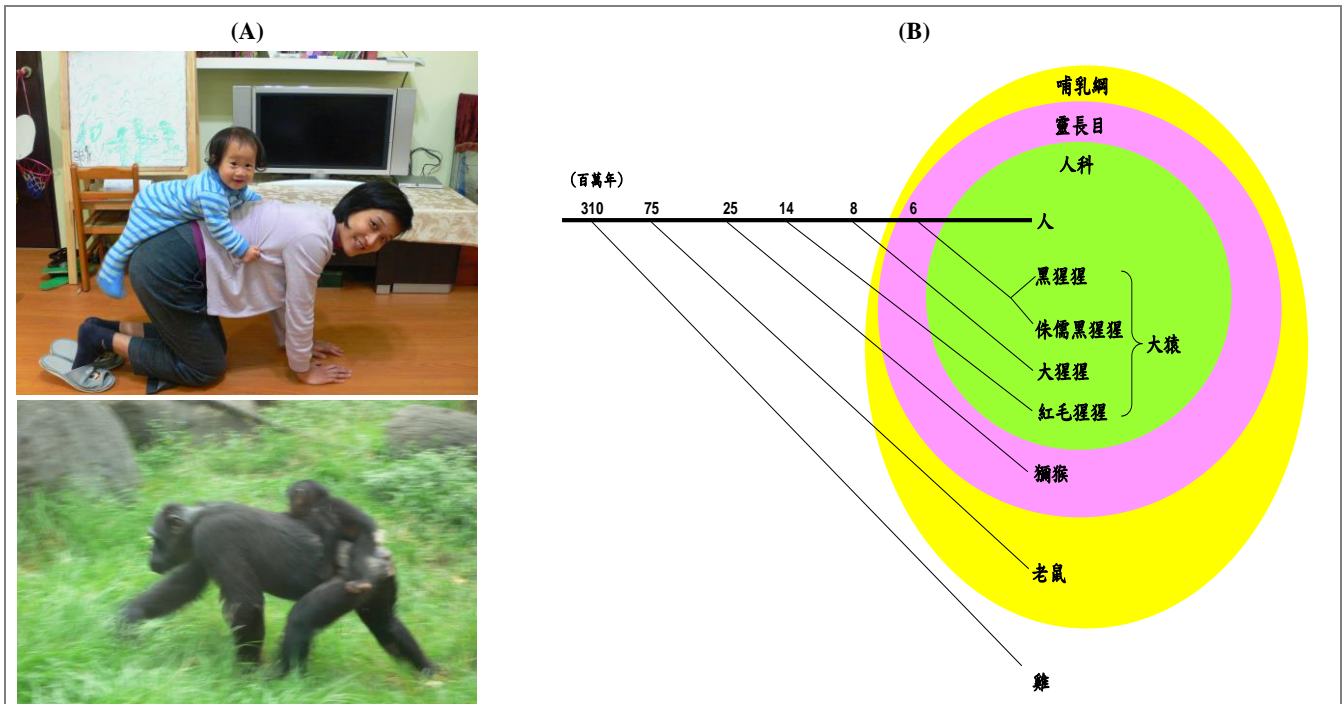 (A)
(B)
哺乳綱
靈長目
人科
(百萬年)
310 75 25 14 8 6
人
黑猩猩
侏儒黑猩猩
大猿
大猩猩
紅毛猩猩
獼猴
老鼠
雞